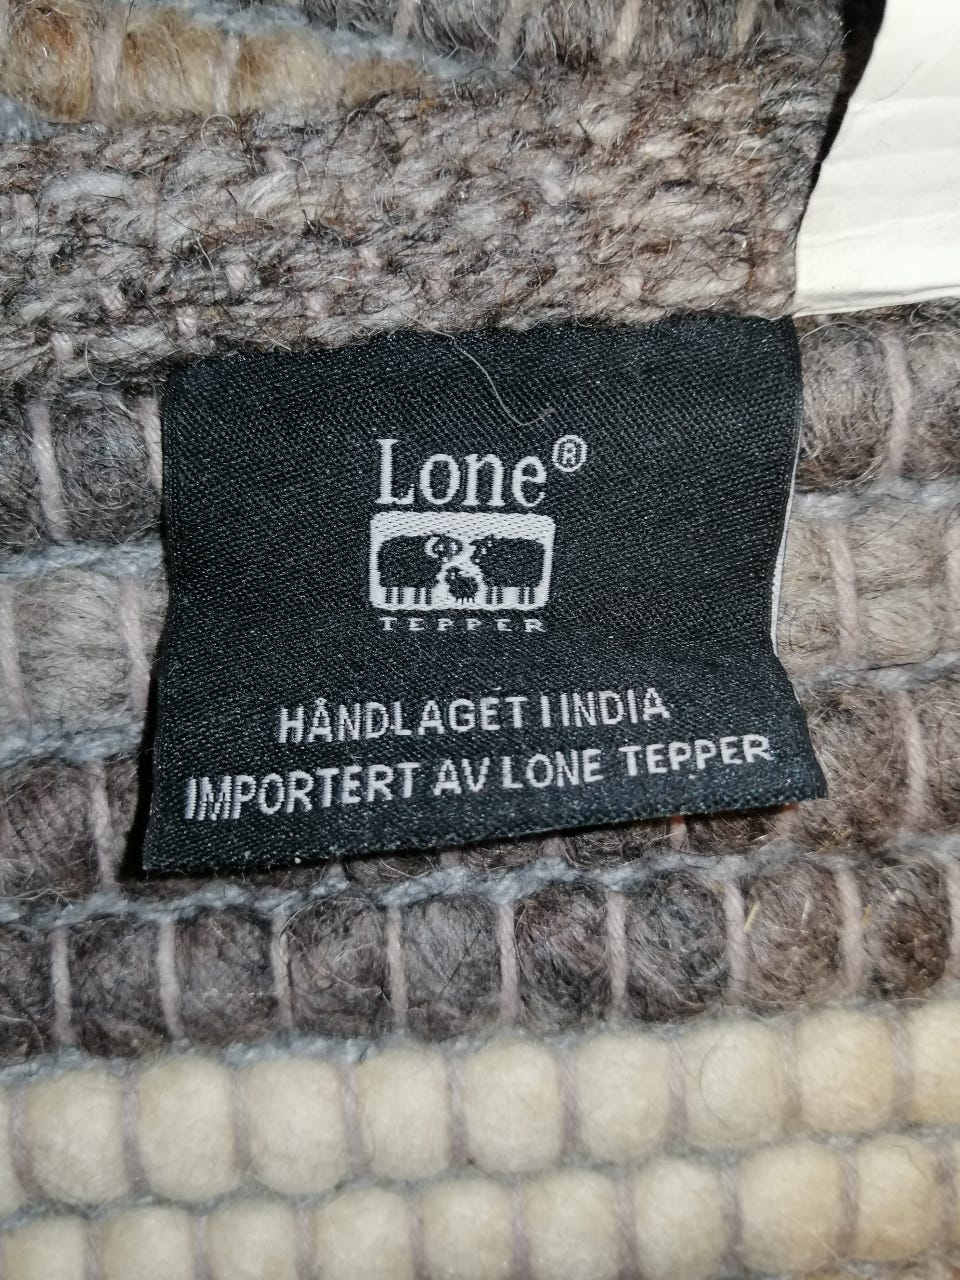 Lone®
TEPPER
HÅNDLAGET I INDIA
IMPORTERT AV LONE TEPPER